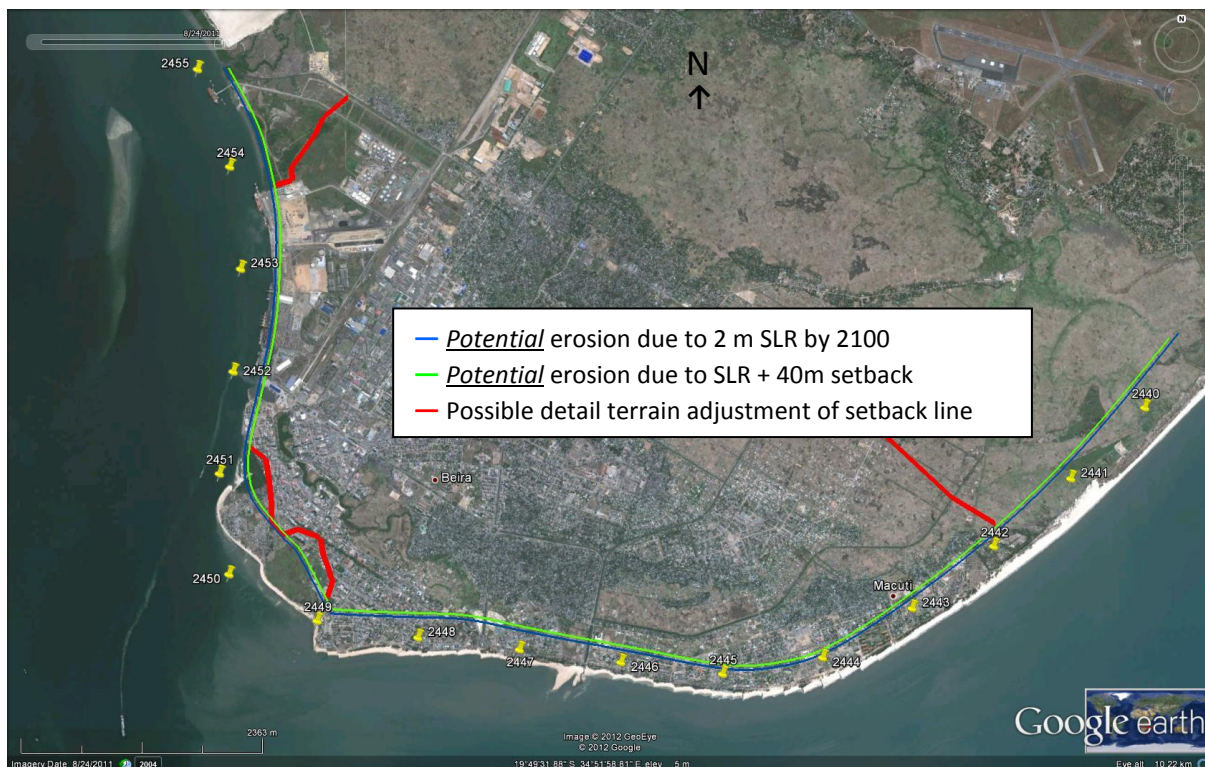 8/24/2011
2455
N
↑
2454
2453
Potential erosion due to 2 m SLR by 2100
Potential erosion due to SLR + 40m setback
Possible detail terrain adjustment of setback line
2452
2440
2451
Beira
2441
2442
2450
Macuti
2443
2449
2448
2447
2446
2445
2444
Google earth
2363 m
Image © 2012 GeoEye
© 2012 Google
Imagery Date: 8/24/2011 2004
19°49'31.88" S 34°51'58.81" E elev 5 m
Eye alt 10.22 km
N